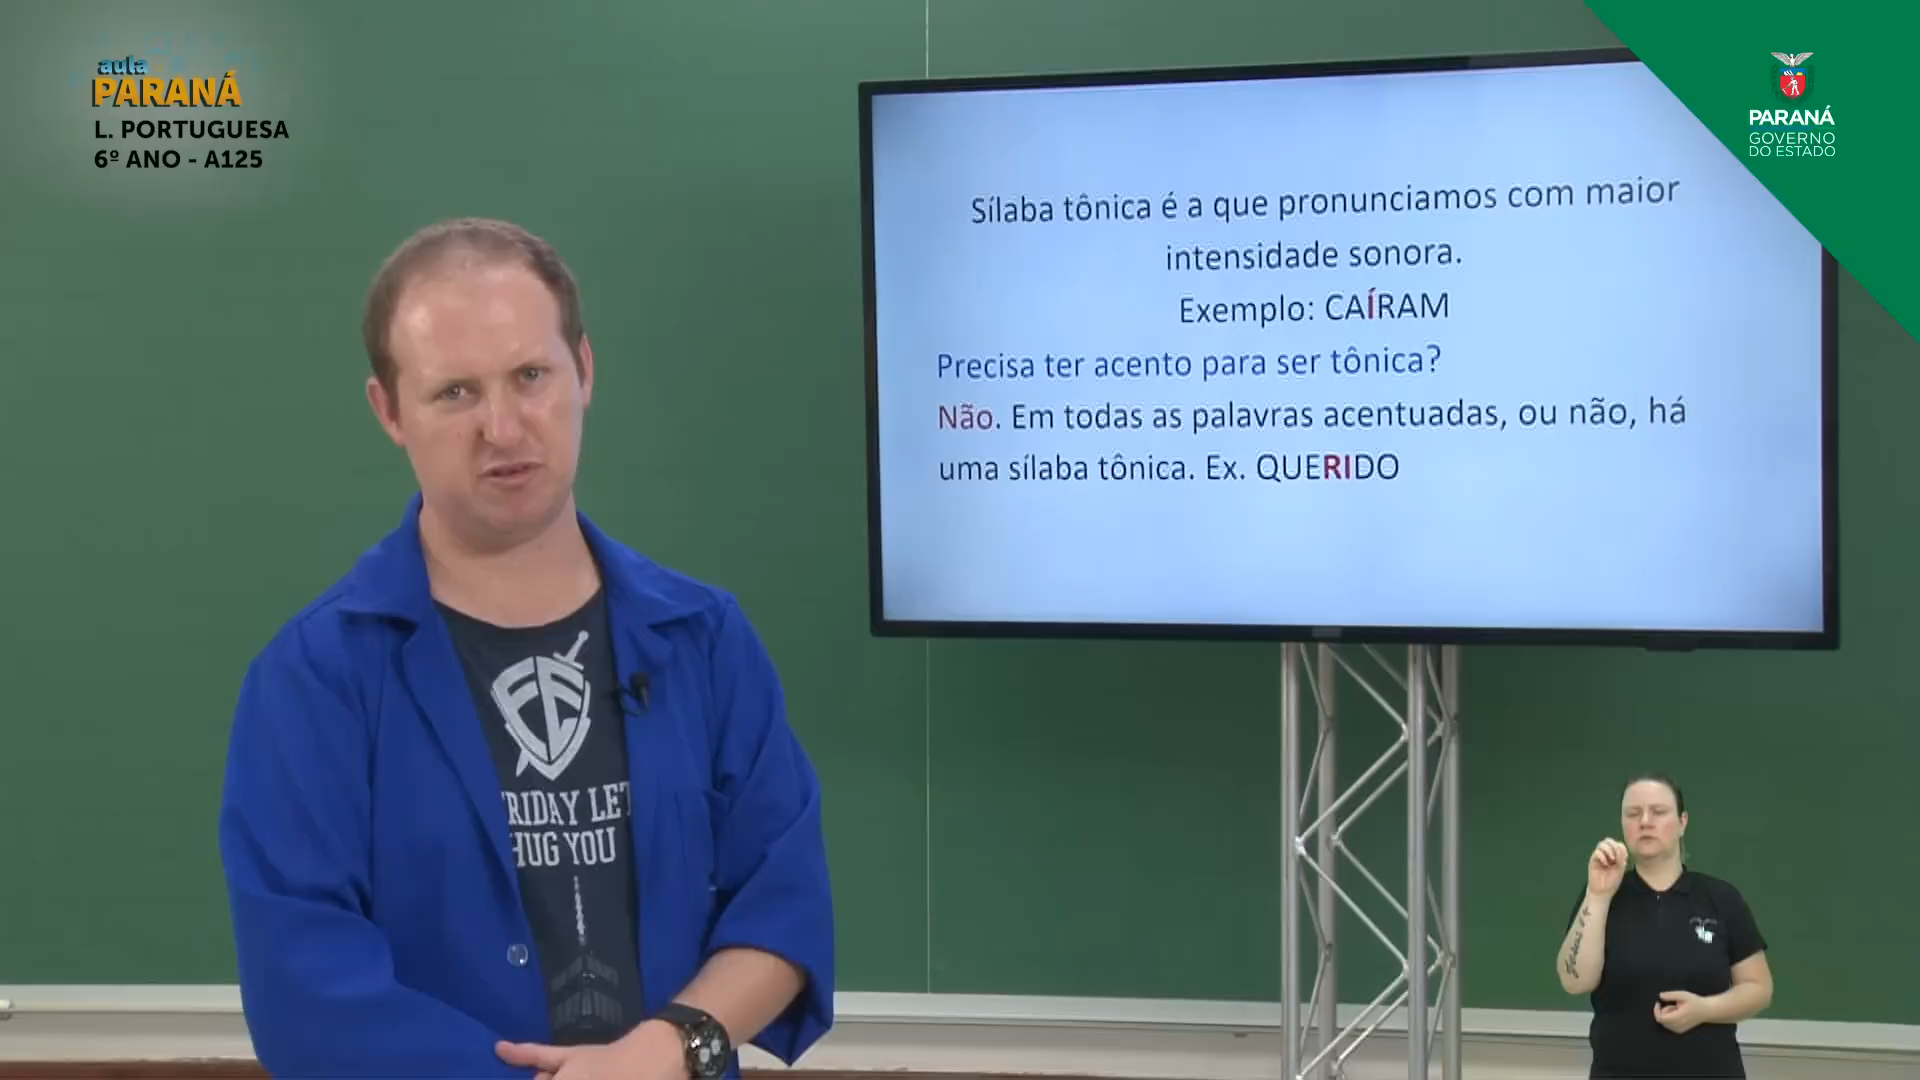 aula
PARANÁ
L. PORTUGUESA
6º ANO - A125
PARANÁ
GOVERNO
DO ESTADO
Sílaba tônica é a que pronunciamos com maior
intensidade sonora.
Exemplo: CAÍRAM
Precisa ter acento para ser tônica?
Não. Em todas as palavras acentuadas, ou não, há
uma sílaba tônica. Ex. QUERIDO
FE
RIDAY LET
HUG YOU